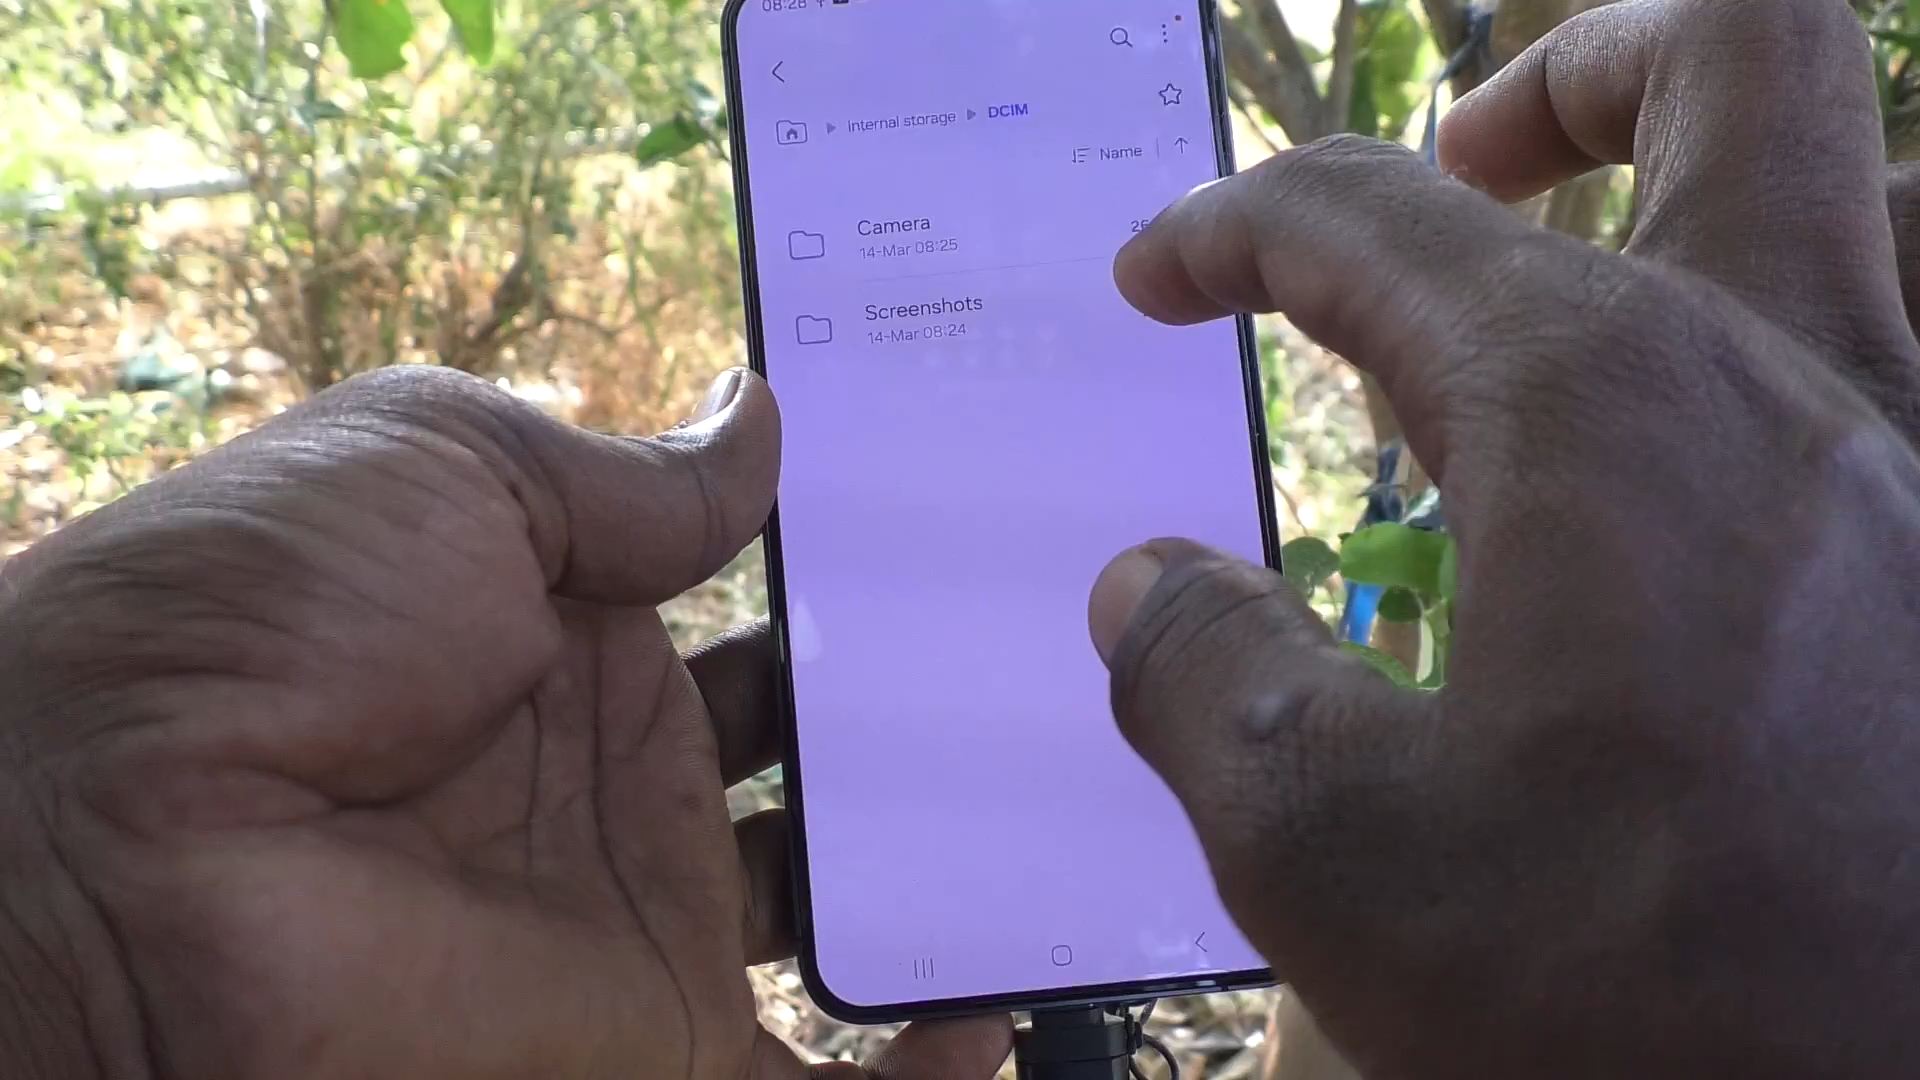 08:28
Internal storage DCIM
Name
Camera
14-Mar 08:25
Screenshots
14-Mar 08:24